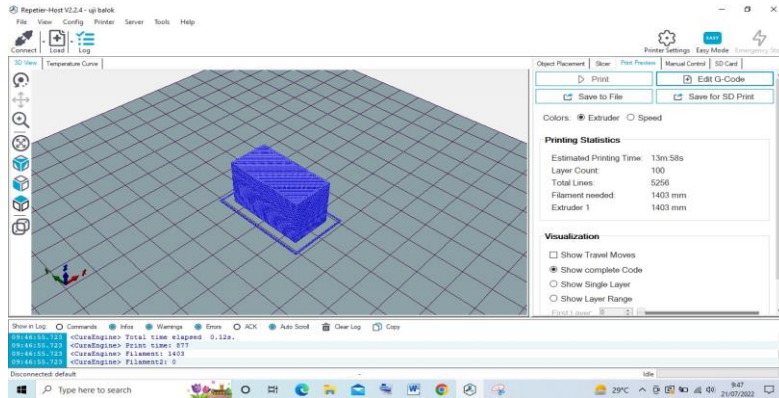 Repetier-Host V2.2.4 - uji balok
File View Config Printer Server Tools Help
Connect Load Log Printer Settings Easy Mode Emergency Sto
EASY
3D View Temperature Curve
Object Placement Slicer Print Preview Manual Control SD Card
Print Edit G-Code
Save to File Save for SD Print
Colors: Extruder Speed
Printing Statistics
Estimated Printing Time: 13m:58s
Layer Count: 100
Total Lines: 5256
Filament needed: 1403 mm
Extruder 1 1403 mm
Visualization
Show Travel Moves
Show complete Code
Show Single Layer
Show Layer Range
First Layer: 0
Show in Log: Commands Infos Warnings Errors ACK Auto Scroll Clear Log Copy
09:46:55.723 <CuraEngine> Total time elapsed 0.12s.
09:46:55.723 <CuraEngine> Print time: 877
09:46:55.723 <CuraEngine> Filament: 1403
09:46:55.723 <CuraEngine> Filament2: 0
Disconnected: default - Idle
Type here to search 29°C 9:47
21/07/2022